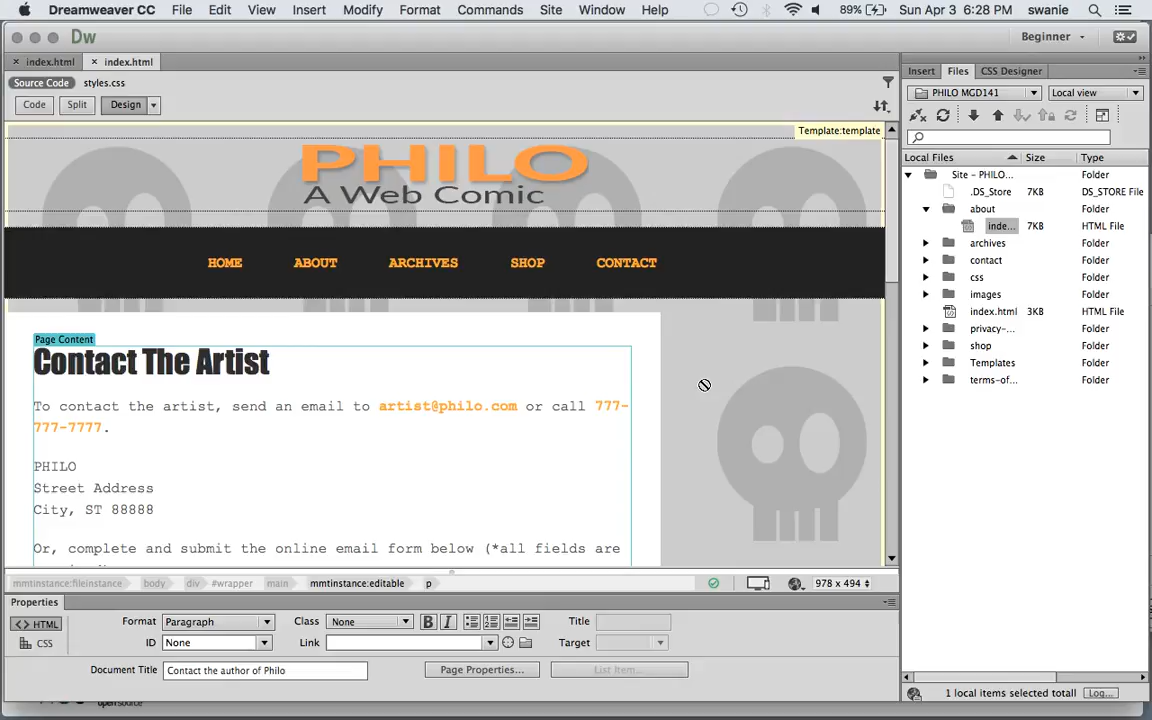 Dreamweaver CC File Edit View Insert Modify Format Commands Site Window Help 89% Sun Apr 3 6:28 PM swanie
Dw Beginner
index.html index.html
Source Code styles.css
Code Split Design
Template:template
PHILO
A Web Comic
HOME ABOUT ARCHIVES SHOP CONTACT
Page Content
Contact The Artist
To contact the artist, send an email to artist@philo.com or call 777-
777-7777.
PHILO
Street Address
City, ST 88888
Or, complete and submit the online email form below (*all fields are
mmtinstance:fileinstance body div #wrapper main mmtinstance:editable p 978 x 494
Properties
<> HTML Format Paragraph Class None B I Title
CSS ID None Link Target
Document Title Contact the author of Philo Page Properties... List Item...
Insert Files CSS Designer
PHILO MGD141 Local view
Local Files Size Type
Site - PHILO... Folder
.DS_Store 7KB DS_STORE File
about Folder
inde... 7KB HTML File
archives Folder
contact Folder
css Folder
images Folder
index.html 3KB HTML File
privacy-... Folder
shop Folder
Templates Folder
terms-of... Folder
1 local items selected totall Log...
open source